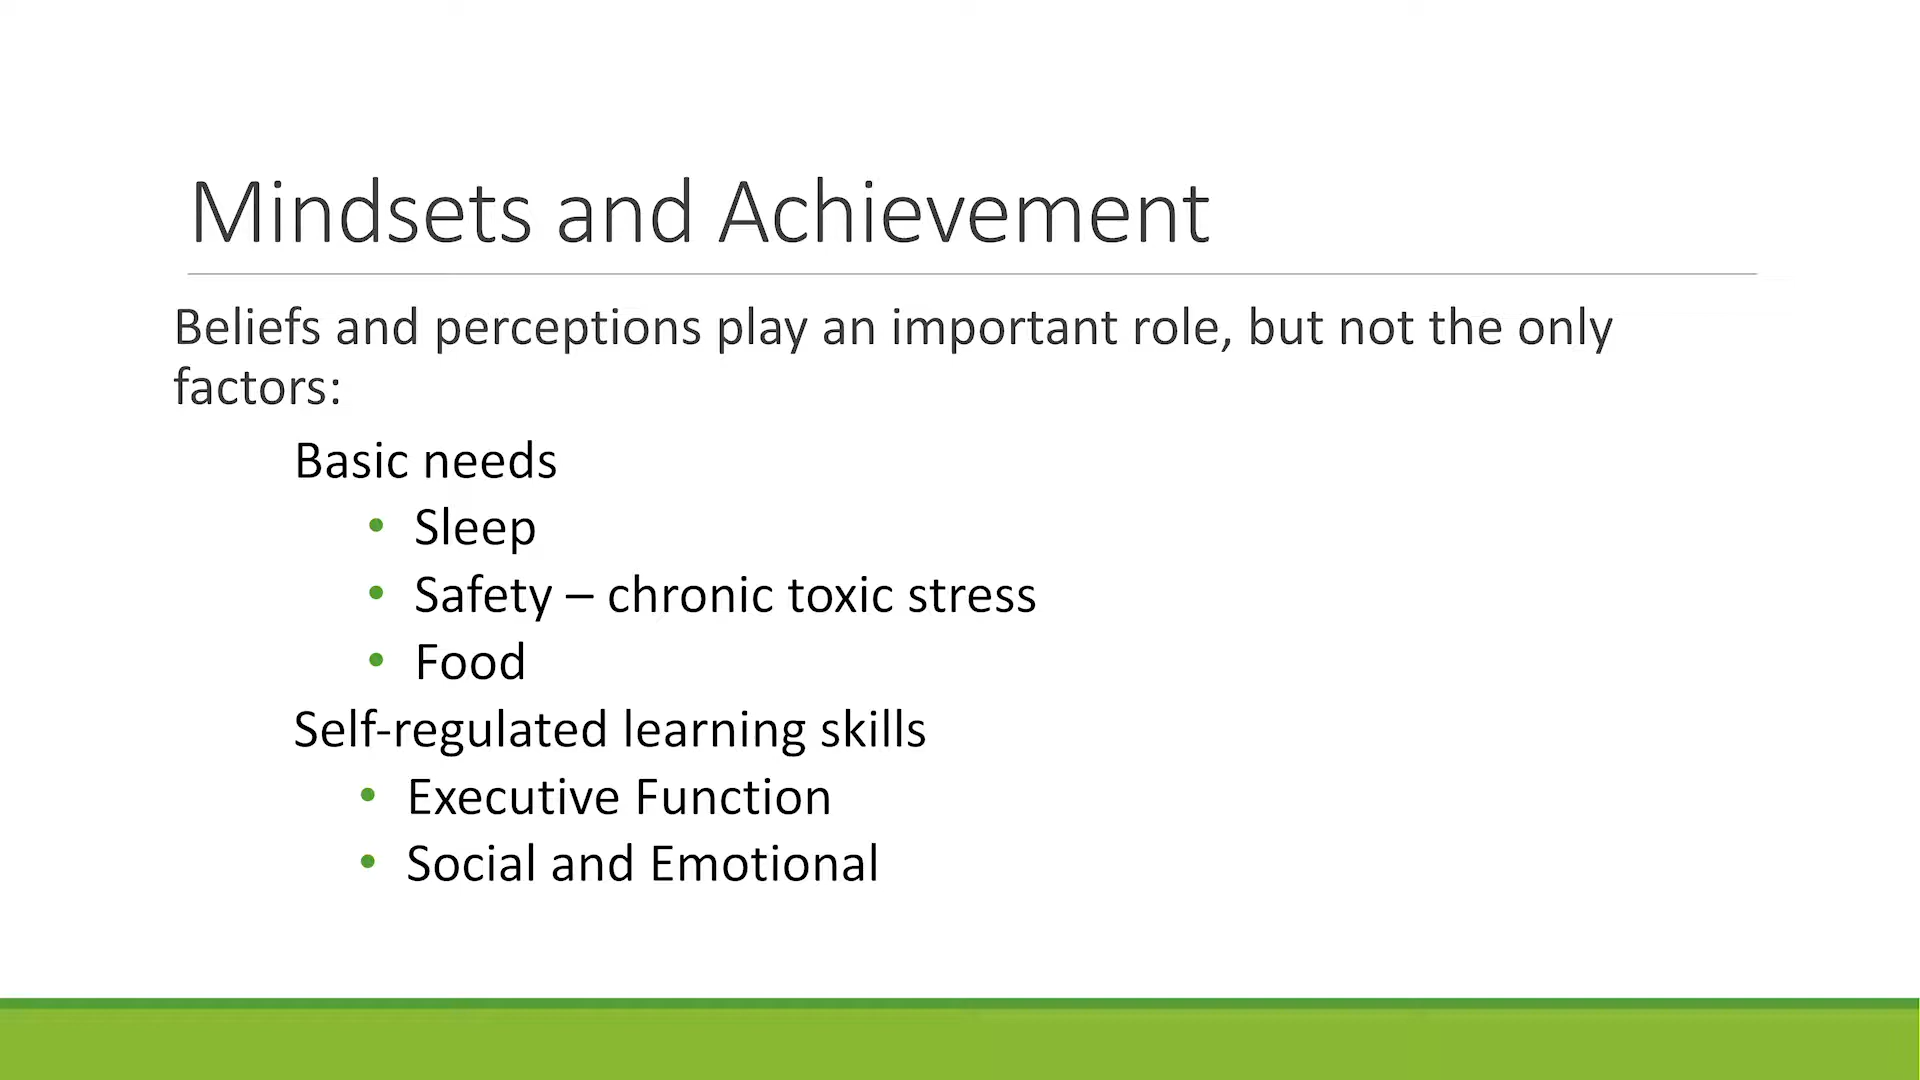 Mindsets and Achievement
Beliefs and perceptions play an important role, but not the only
factors:
Basic needs
• Sleep
• Safety – chronic toxic stress
• Food
Self-regulated learning skills
• Executive Function
• Social and Emotional